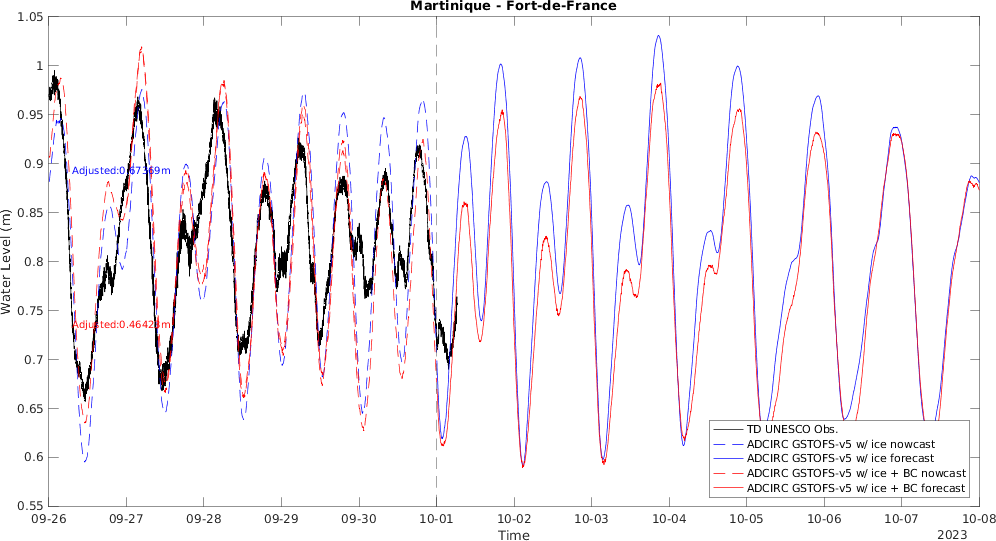 Martinique - Fort-de-France
1.05
1
0.95
0.9
0.85
0.8
0.75
0.7
0.65
0.6
0.55
Water Level (m)
Adjusted:0.67369m
TD UNESCO Obs.
ADCIRC GSTOFS-v5 w/ ice nowcast
ADCIRC GSTOFS-v5 w/ ice forecast
ADCIRC GSTOFS-v5 w/ ice + BC nowcast
ADCIRC GSTOFS-v5 w/ ice + BC forecast
09-26
09-27
09-28
09-29
09-30
10-01
10-02
10-03
10-04
10-05
10-06
10-07
10-08
Time
2023